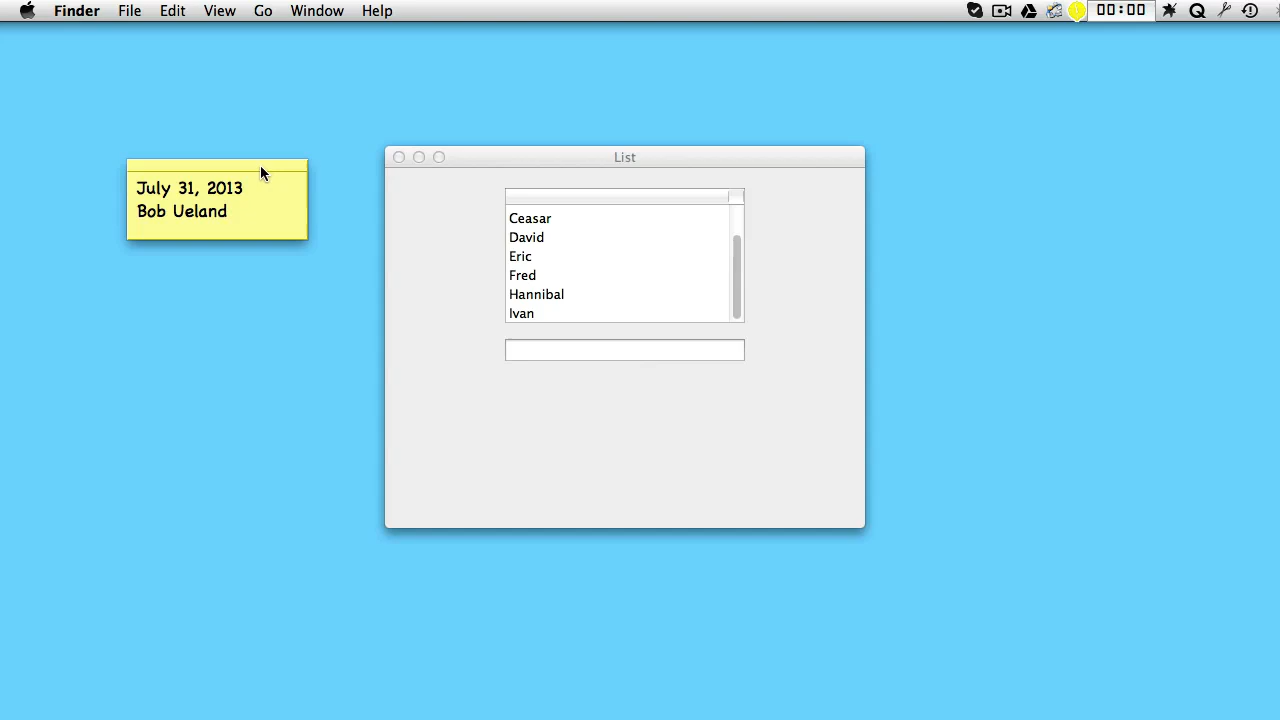 Finder File Edit View Go Window Help 00:00
July 31, 2013
Bob Ueland
List
Ceasar
David
Eric
Fred
Hannibal
Ivan